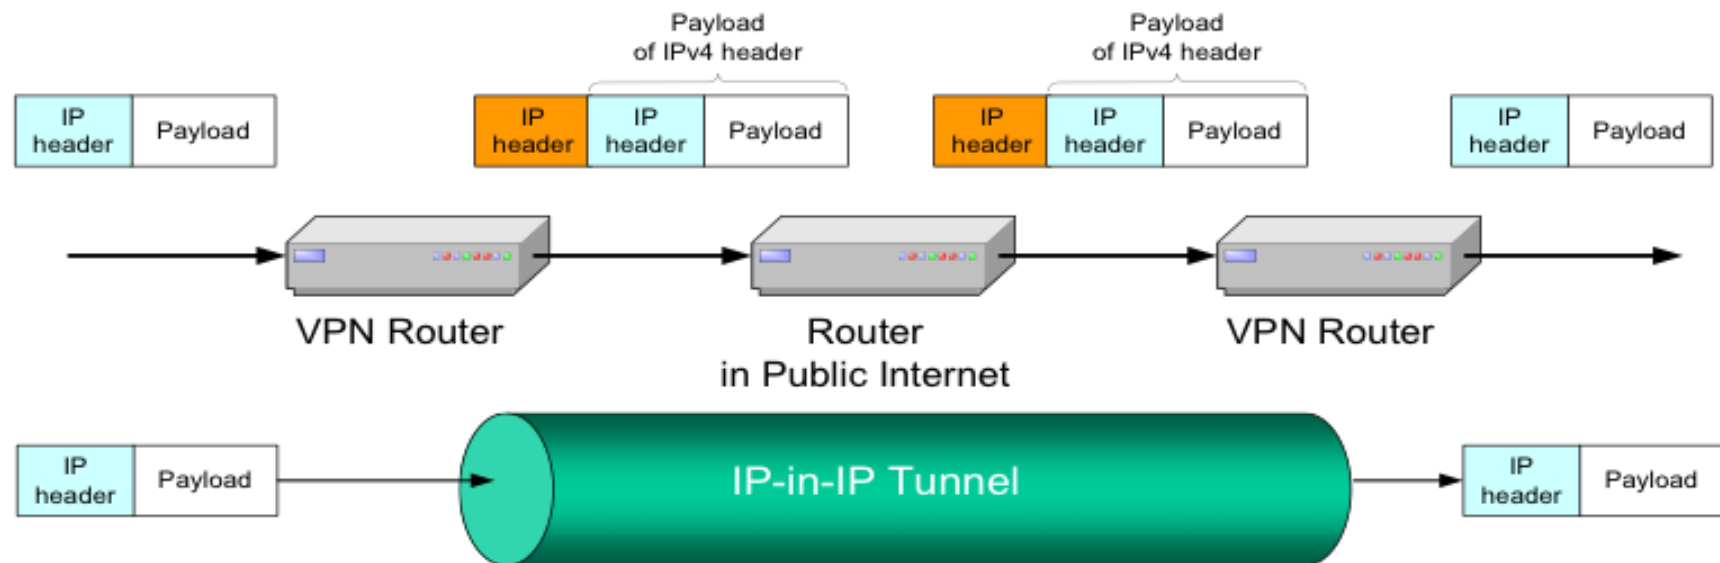 Payload
of IPv4 header
Payload
of IPv4 header
IP
header
Payload
IP
header
IP
header
Payload
IP
header
IP
header
Payload
IP
header
Payload
VPN Router
Router
in Public Internet
VPN Router
IP
header
Payload
IP-in-IP Tunnel
IP
header
Payload